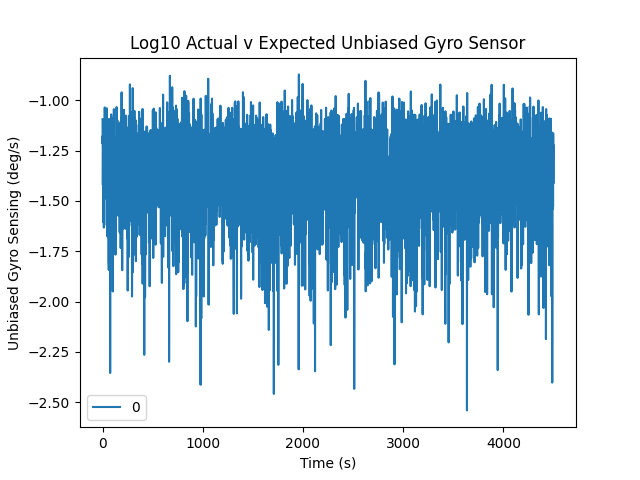 Log10 Actual v Expected Unbiased Gyro Sensor
Unbiased Gyro Sensing (deg/s)
−1.00
−1.25
−1.50
−1.75
−2.00
−2.25
−2.50
0
0 1000 2000 3000 4000
Time (s)